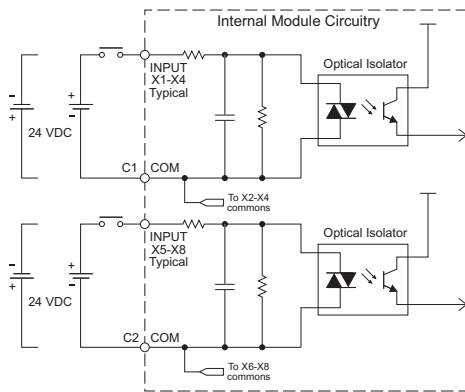 Internal Module Circuitry
INPUT
X1-X4
Typical
Optical Isolator
-
+
+
-
24 VDC
C1
COM
To X2-X4
commons
INPUT
X5-X8
Typical
Optical Isolator
-
+
+
-
24 VDC
C2
COM
To X6-X8
commons